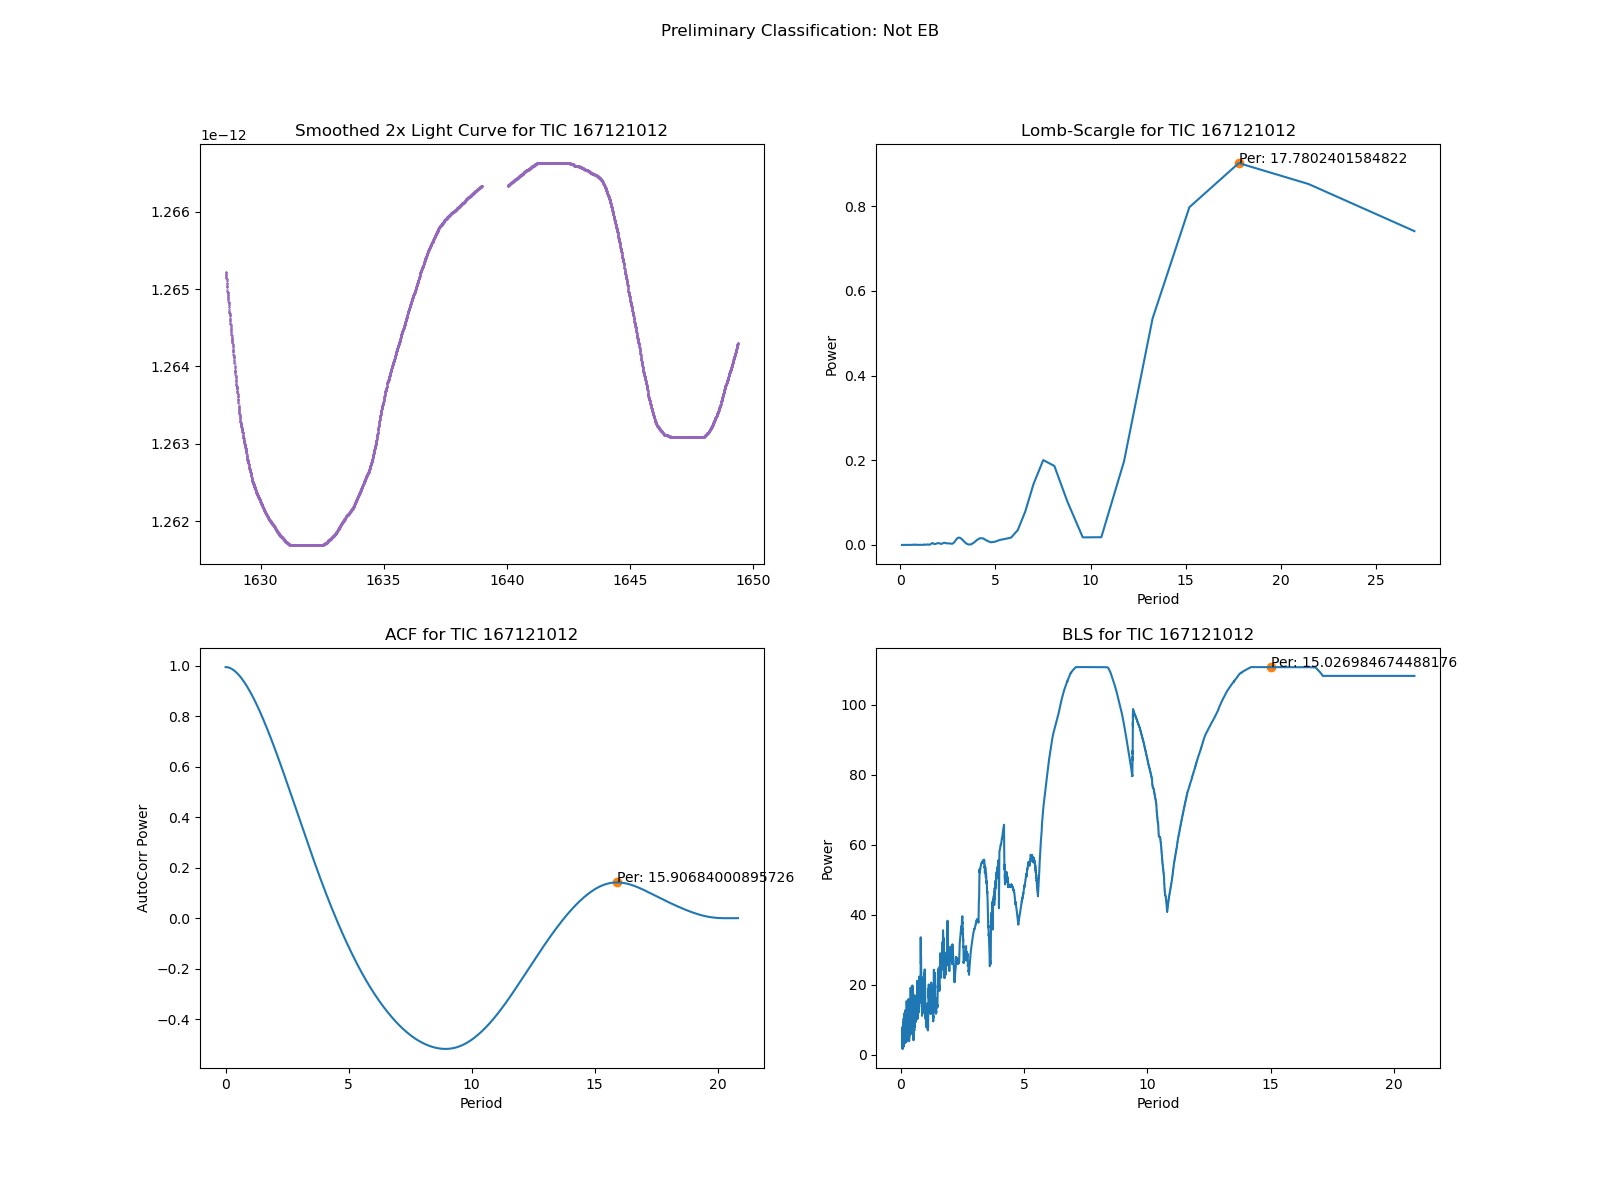 Preliminary Classification: Not EB
Smoothed 2x Light Curve for TIC 167121012
1e−12
1.266
1.265
1.264
1.263
1.262
1630 1635 1640 1645 1650
Lomb-Scargle for TIC 167121012
Per: 17.7802401584822
Power
0.8
0.6
0.4
0.2
0.0
0 5 10 15 20 25
Period
ACF for TIC 167121012
Per: 15.90684000895726
AutoCorr Power
1.0
0.8
0.6
0.4
0.2
0.0
−0.2
−0.4
0 5 10 15 20
Period
BLS for TIC 167121012
Per: 15.026984674488176
Power
100
80
60
40
20
0
0 5 10 15 20
Period